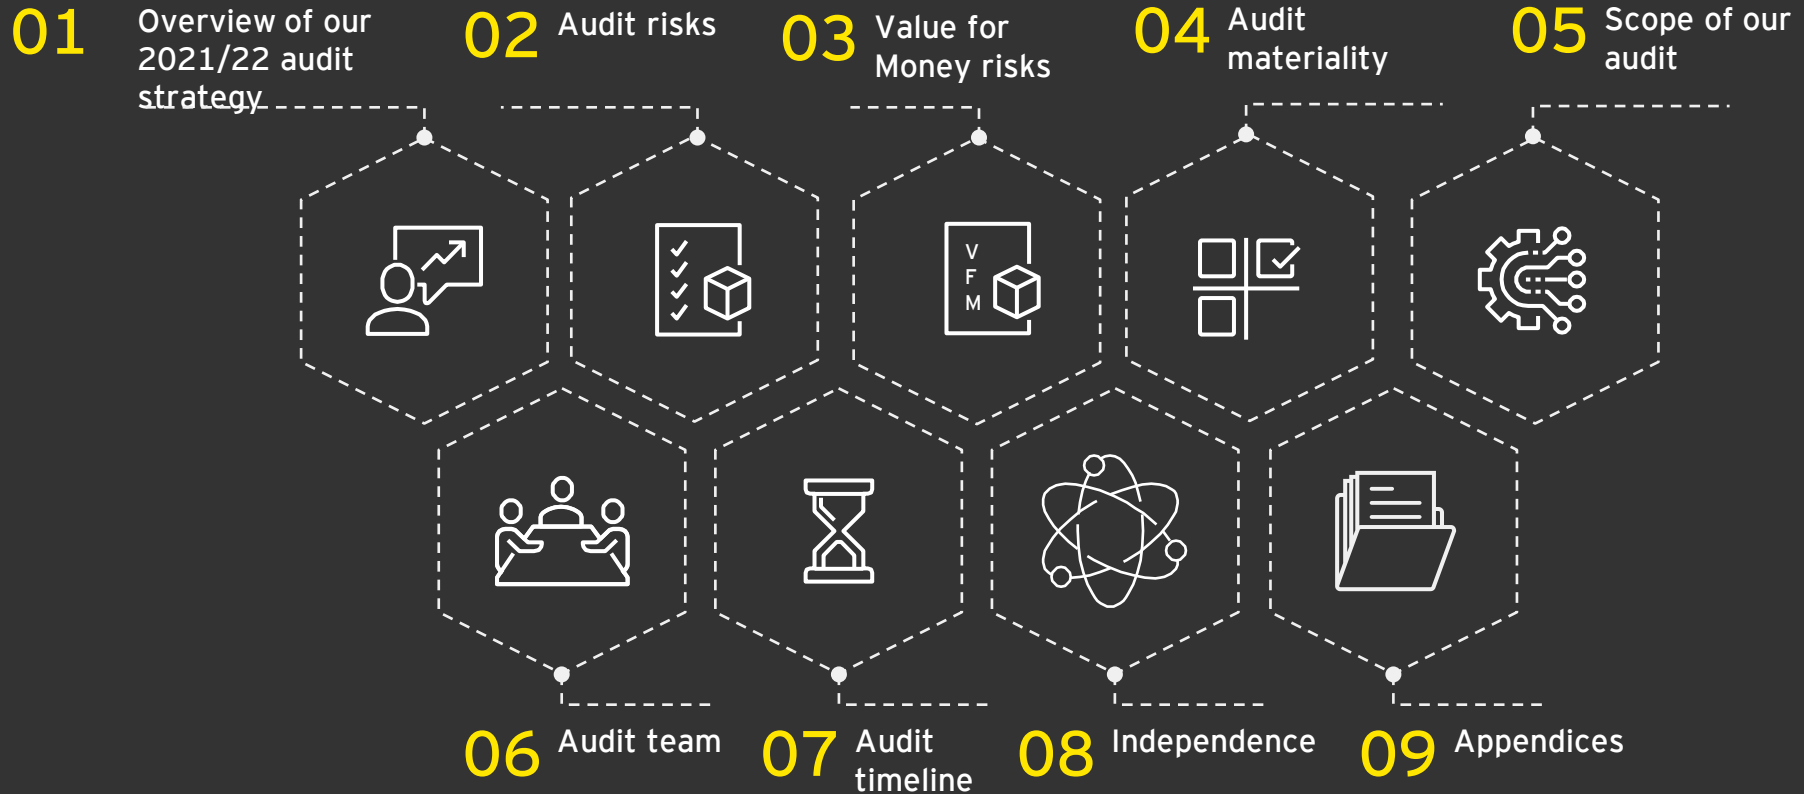 01
Overview of our
2021/22 audit
strategy
02
Audit risks
03
Value for
Money risks
04
Audit
materiality
05
Scope of our
audit
V
F
M
06
Audit team
07
Audit
timeline
08
Independence
09
Appendices